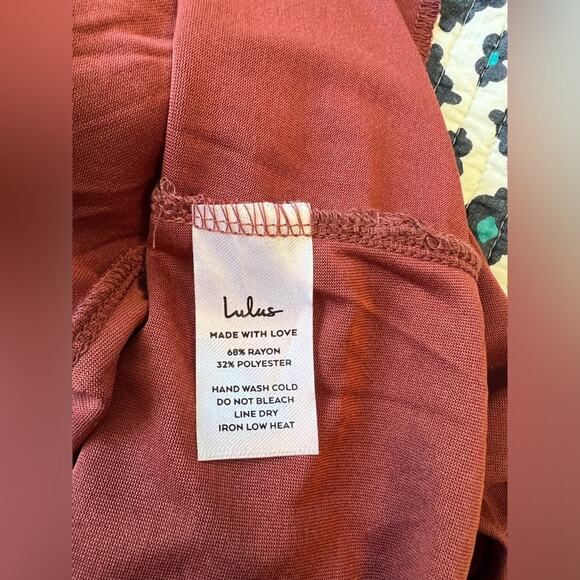 Lulus
MADE WITH LOVE
68% RAYON
32% POLYESTER
HAND WASH COLD
DO NOT BLEACH
LINE DRY
IRON LOW HEAT